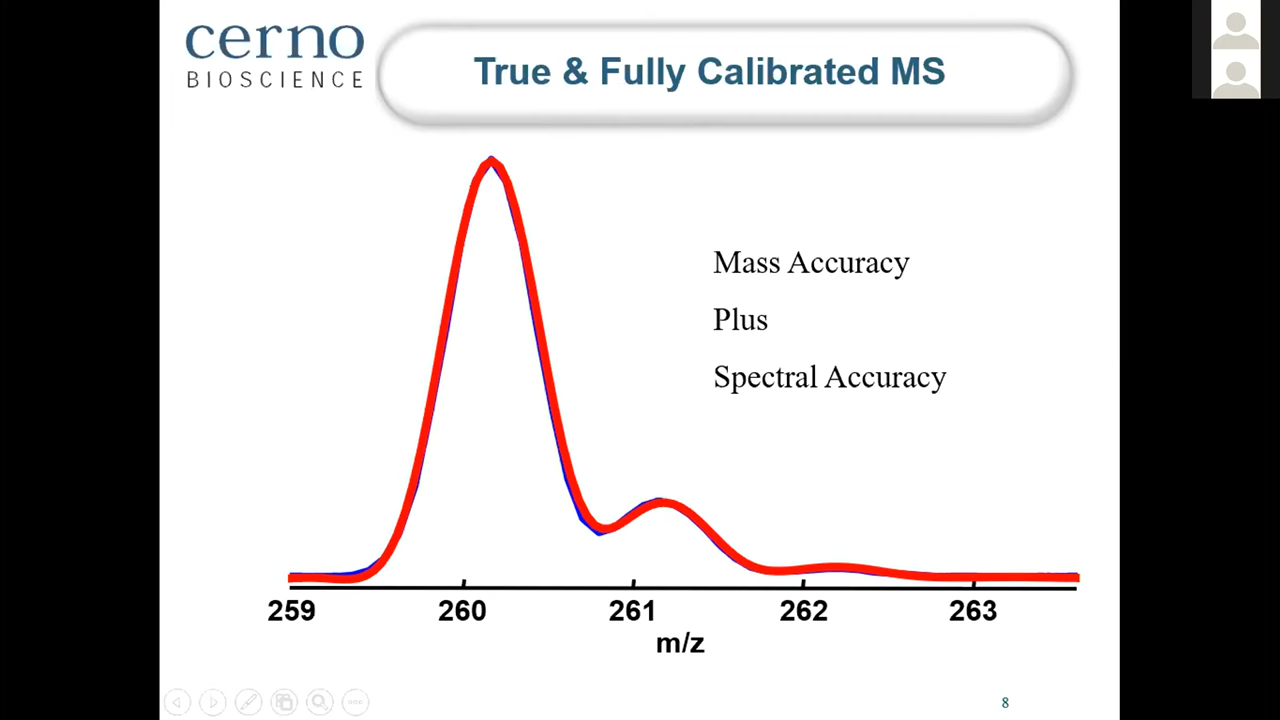 cerno
BIOSCIENCE
True & Fully Calibrated MS
Mass Accuracy
Plus
Spectral Accuracy
259 260 261 262 263
m/z
8